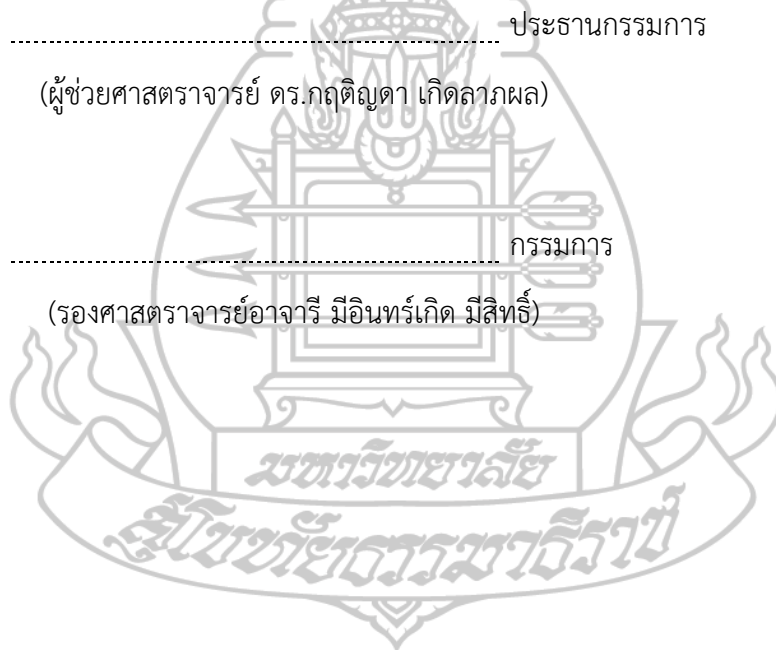 ประธานกรรมการ
(ผู้ช่วยศาสตราจารย์ ดร.กฤติญดา เกิดลาภผล)
กรรมการ
(รองศาสตราจารย์อาจารี มีอินทร์เกิด มีสิทธิ์)
มหาวิทยาลัย
สุโขทัยธรรมาธิราช